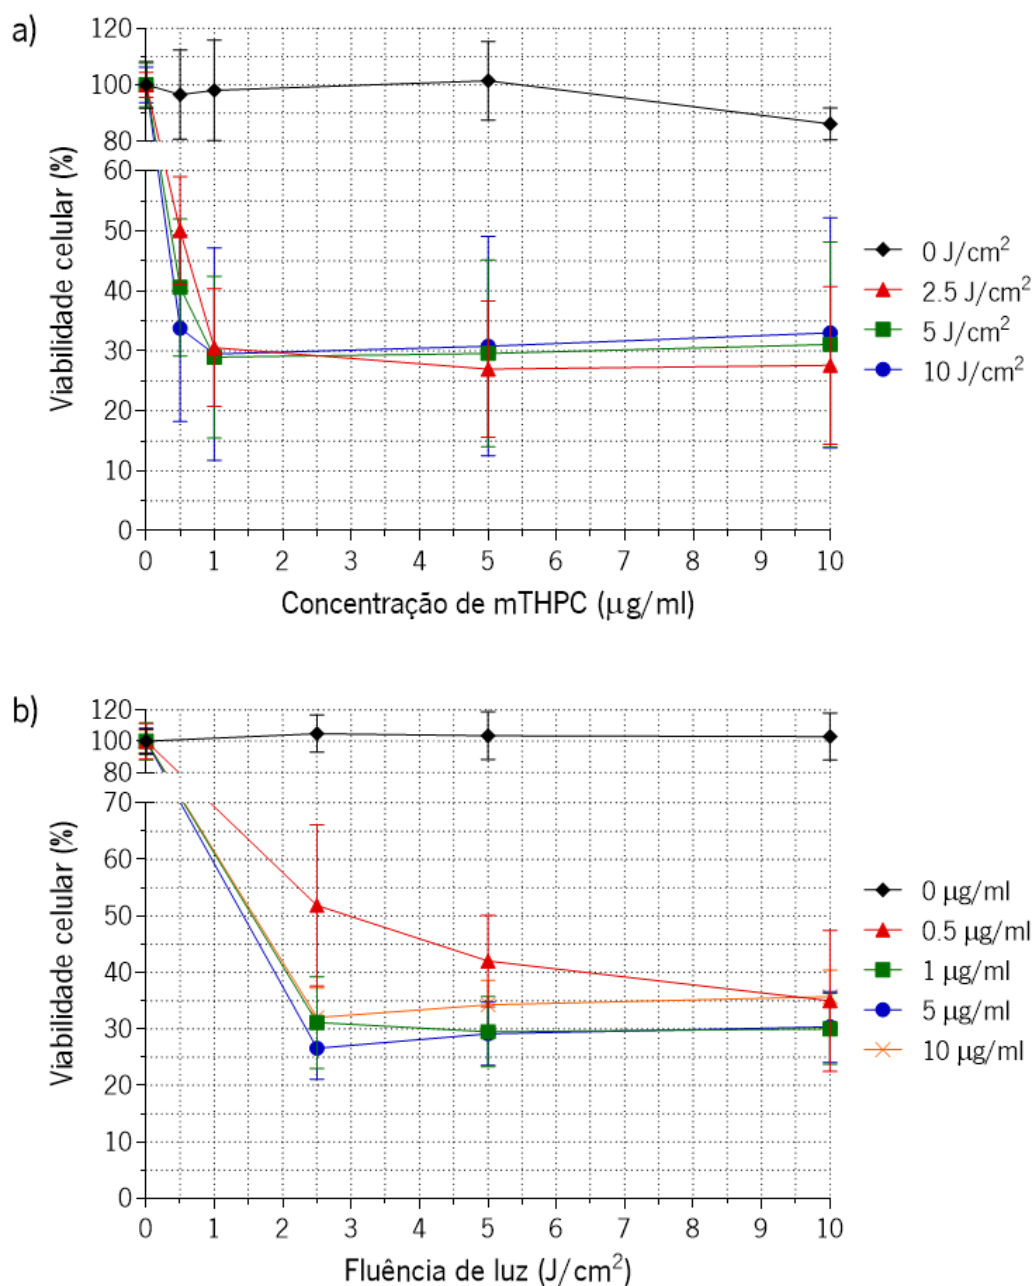 a)
Viabilidade celular (%)
120
100
80
60
50
40
30
20
10
0
0 1 2 3 4 5 6 7 8 9 10
Concentração de mTHPC (μg/ml)
0 J/cm²
2.5 J/cm²
5 J/cm²
10 J/cm²
b)
Viabilidade celular (%)
120
100
80
70
60
50
40
30
20
10
0
0 1 2 3 4 5 6 7 8 9 10
Fluência de luz (J/cm²)
0 μg/ml
0.5 μg/ml
1 μg/ml
5 μg/ml
10 μg/ml